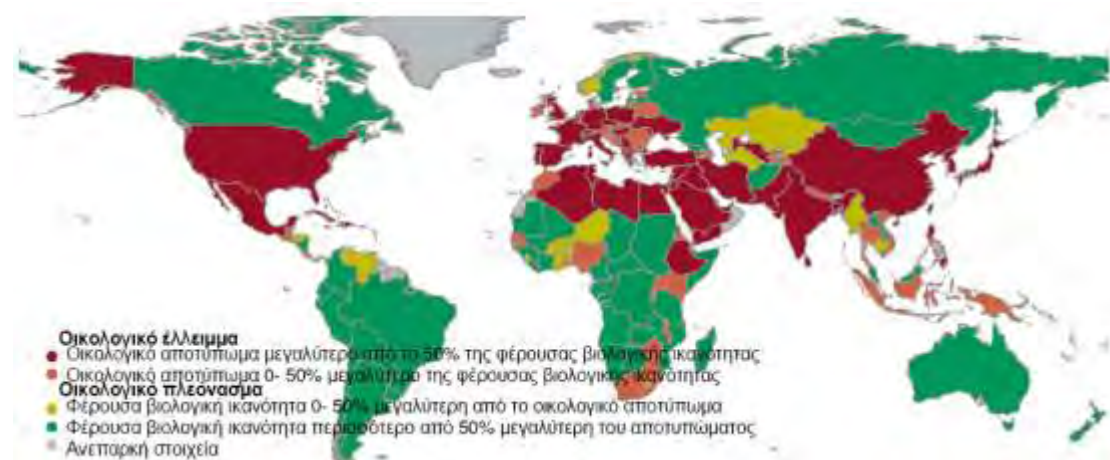 Οικολογικό έλλειμμα
Οικολογικό αποτύπωμα μεγαλύτερο από το 50% της φέρουσας βιολογικής ικανότητας
Οικολογικό αποτύπωμα 0- 50% μεγαλύτερο της φέρουσας βιολογικος ικανότητας
Οικολογικό πλεόνασμα
Φέρουσα βιολογική ικανότητα 0- 50% μεγαλύτερη από το οικολογικό αποτύπωμα
Φέρουσα βιολογική ικανότητα περισσότερο από 50% μεγαλύτερη του αποτυπώματος
Ανεπαρκή στοιχεία